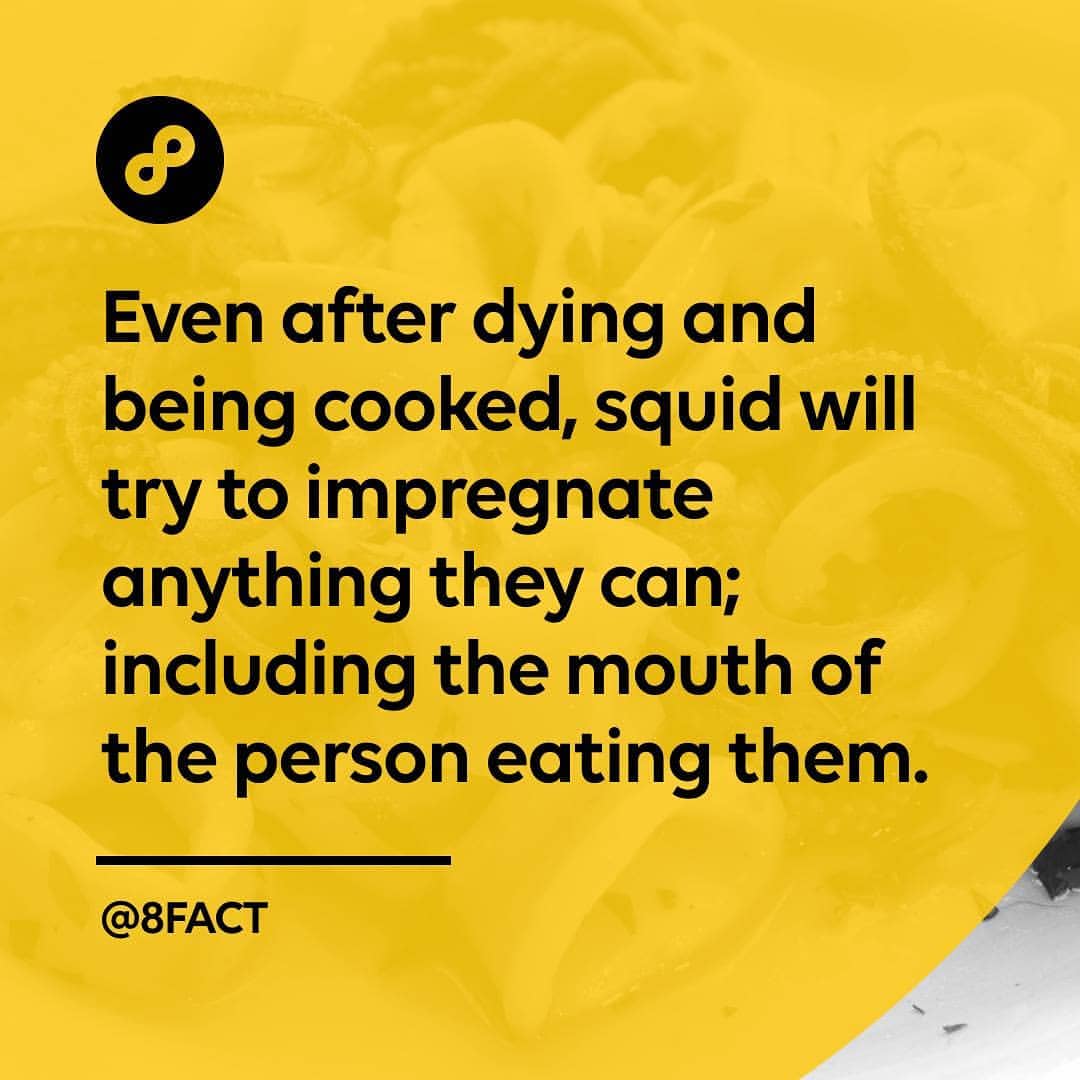 Even after dying and
being cooked, squid will
try to impregnate
anything they can;
including the mouth of
the person eating them.
@8FACT